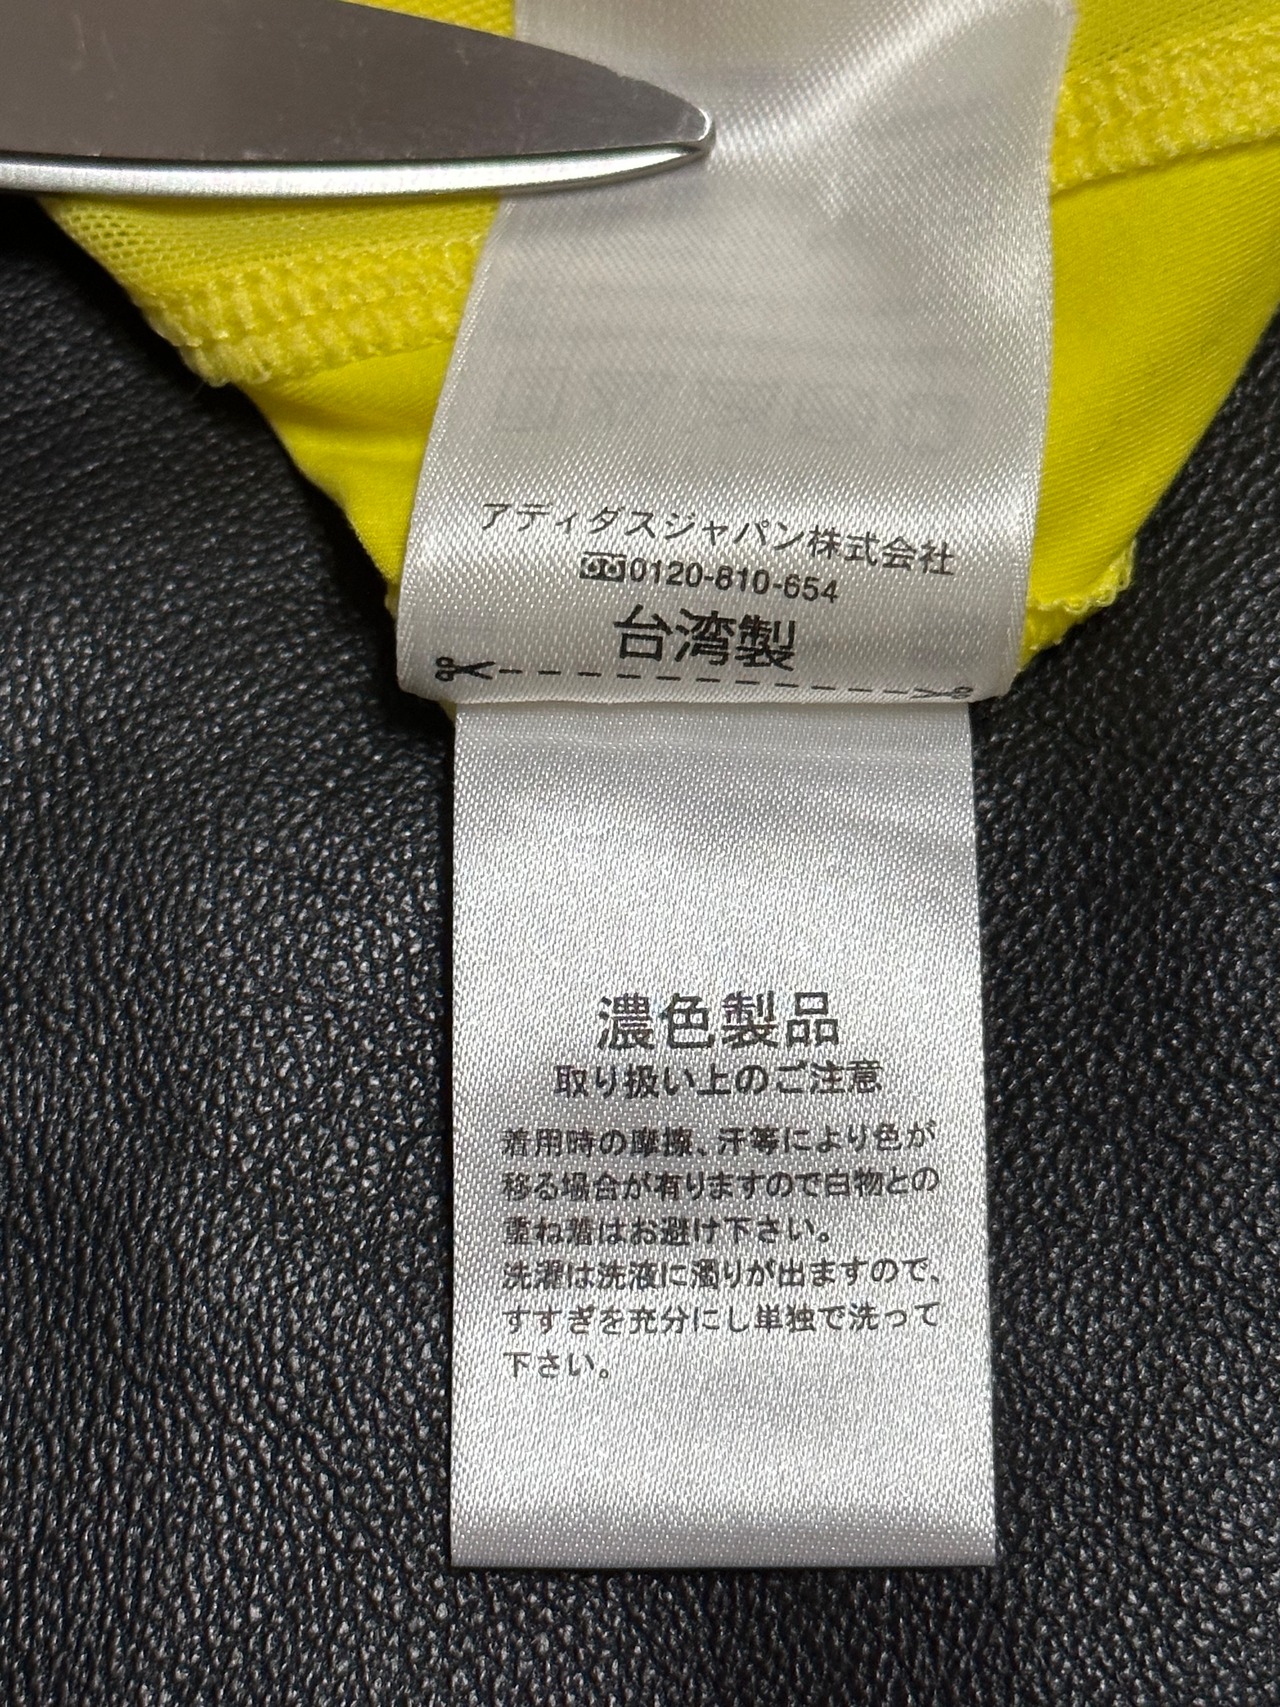 アディダスジャパン株式会社
0120-810-654
台湾製
濃色製品
取り扱い上のご注意
着用時の摩擦、汗等により色が
移る場合が有りますので白物との
重ね着はお避け下さい。
洗濯は洗液に濁りが出ますので、
すすぎを充分にし単独で洗って
下さい。